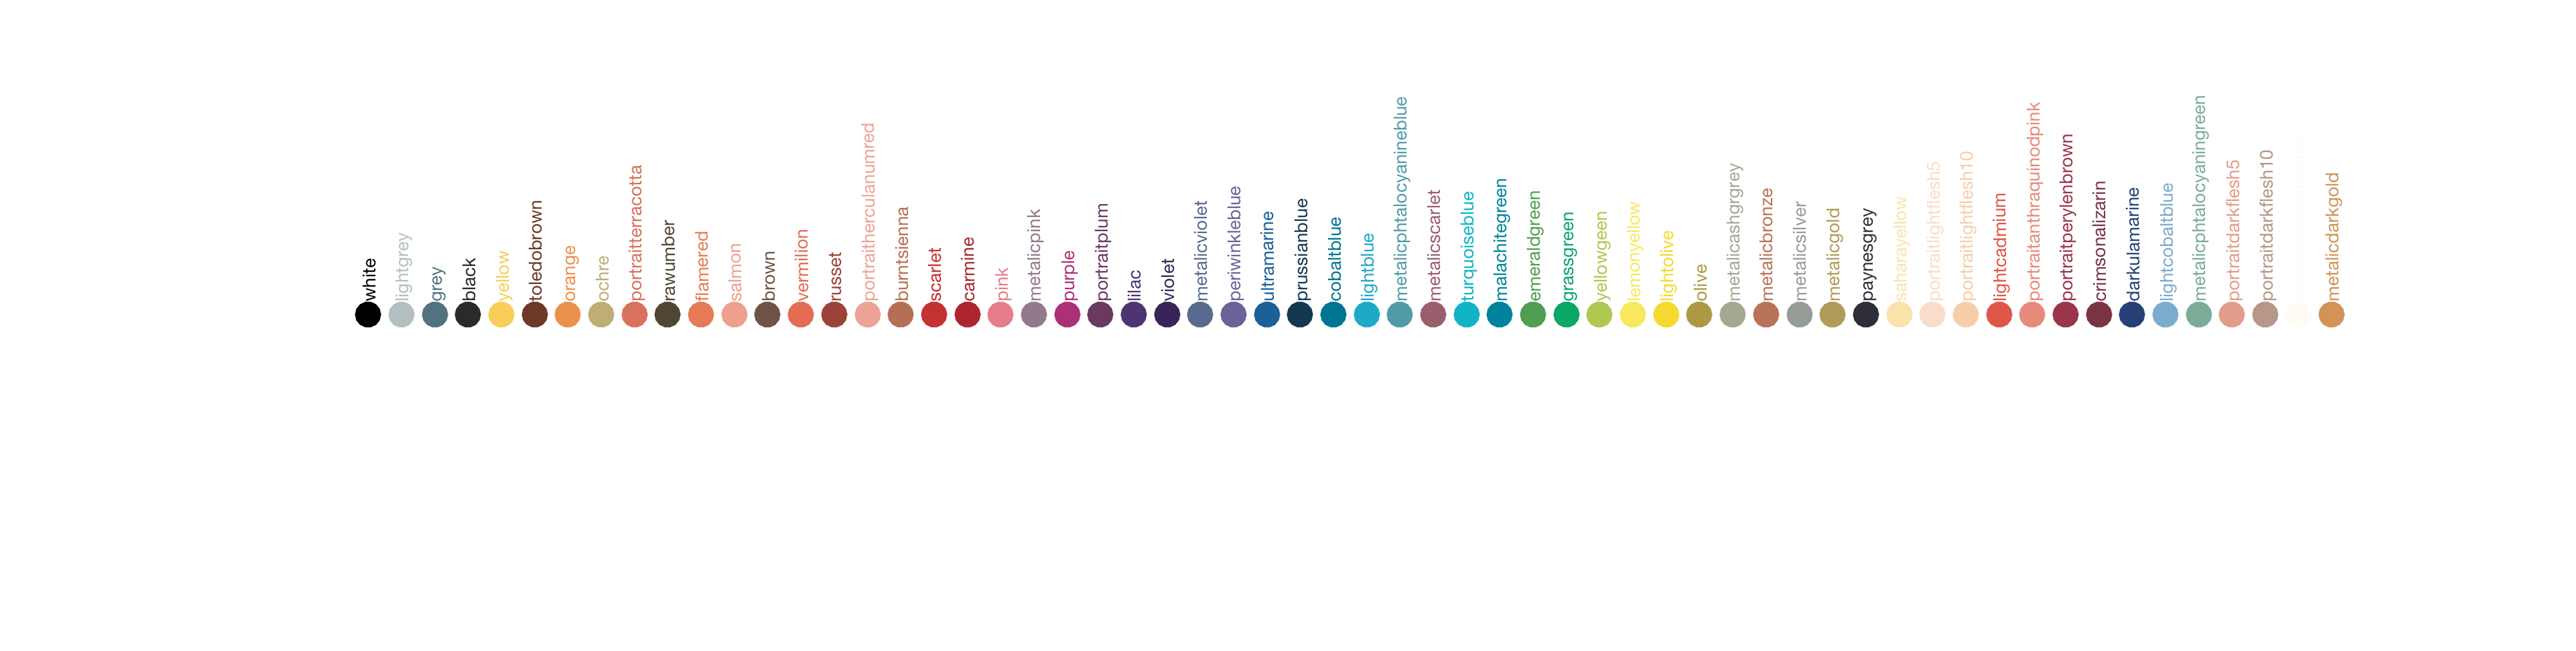 white
lightgrey
grey
black
yellow
toledobrown
orange
ochre
portraitterracotta
rawumber
flamered
salmon
brown
vermilion
russet
portraitherculanumred
burntsiena
scarlet
carmine
pink
metalicpink
purple
portraitplum
lilac
violet
metalicviolet
periwinkleblue
ultramarine
prussianblue
cobaltblue
lightblue
metalicphtalocyanineblue
metalicscarlet
turquoiseblue
malachitegreen
emeraldgreen
grassgreen
yellowgeen
lemonyellow
lightolive
olive
metalicashgrey
metalicbronze
metalicsilver
metalicgold
paynesgrey
saharayellow
portraitlightflesh5
portraitlightflesh10
lightcadmium
portraitanthraquinodpink
portraitperylenbrown
crimsonalizarin
darkulamarine
lightcobaltblue
metalicphtalocyaningreen
portraitdarkflesh5
portraitdarkflesh10
metalicdarkgold